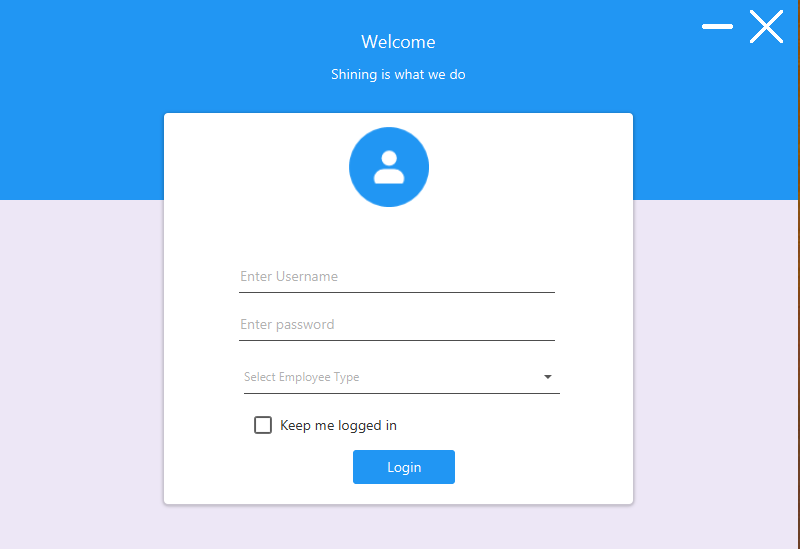 Welcome
Shining is what we do
Enter Username
Enter password
Select Employee Type
Keep me logged in
Login